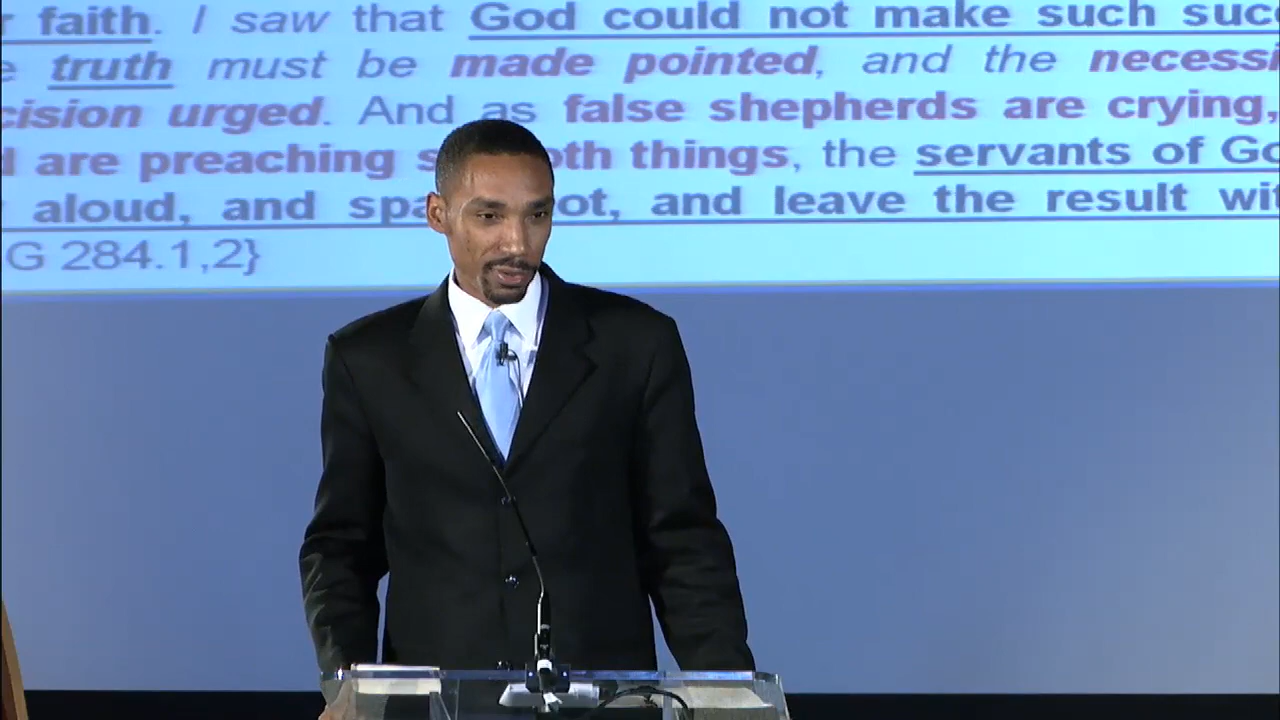 r faith. I saw that God could not make such succ
e truth must be made pointed, and the necessi
cision urged. And as false shepherds are crying,
d are preaching s oth things, the servants of Go
aloud, and spa ot, and leave the result wit
G 284.1,2}